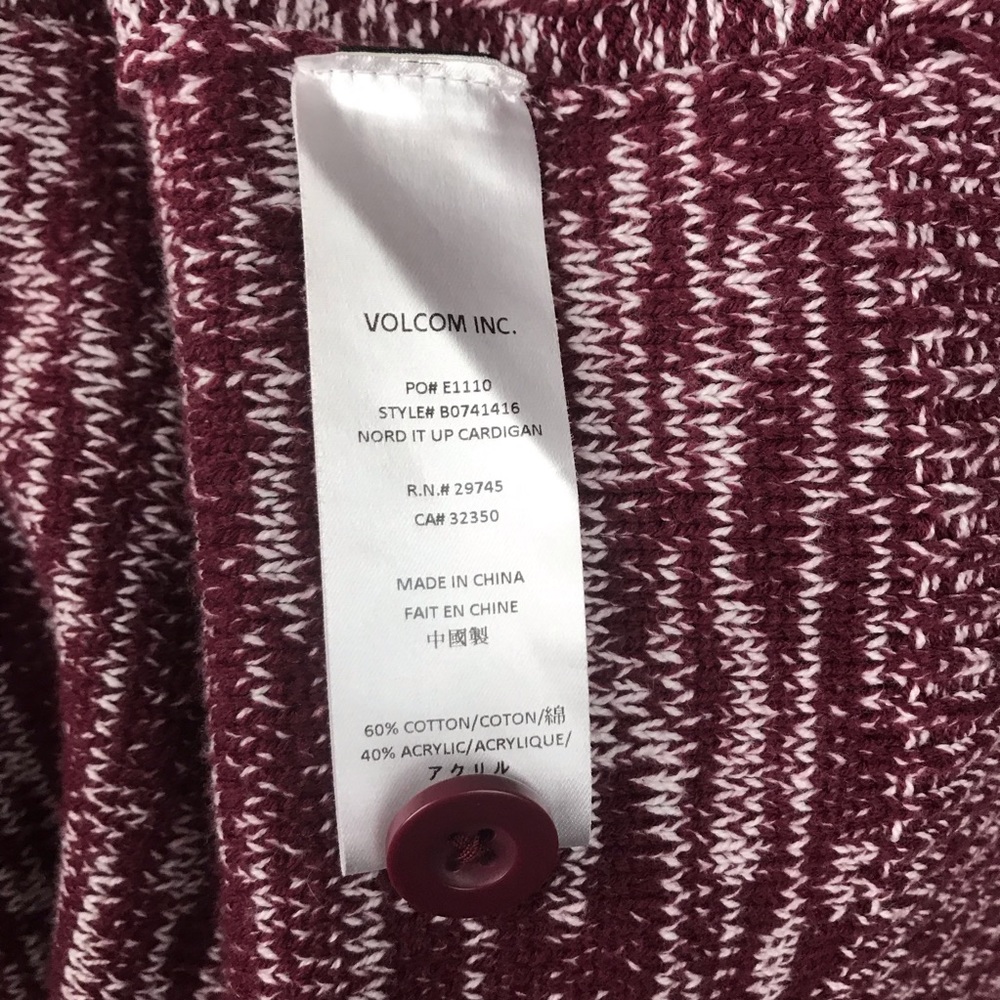 VOLCOM INC.
PO# E1110
STYLE# B0741416
NORD IT UP CARDIGAN
R.N.# 29745
CA# 32350
MADE IN CHINA
FAIT EN CHINE
中國製
60% COTTON/COTON/綿
40% ACRYLIC/ACRYLIQUE/
アクリル